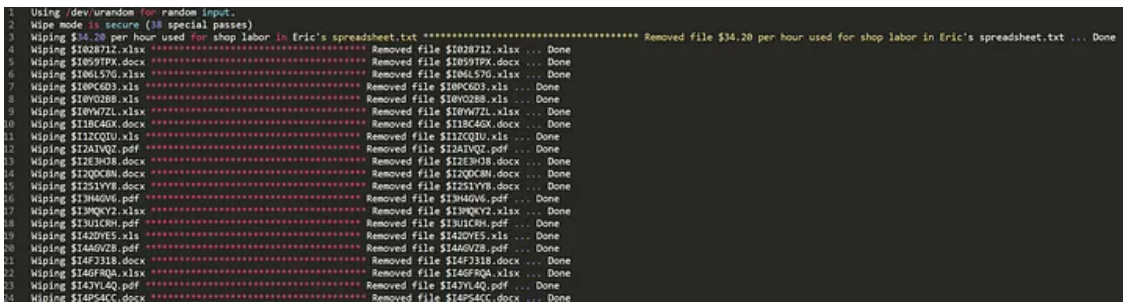 1 Using /dev/urandom for random input.
2 Wipe mode is secure (38 special passes)
3 Wiping $34.20 per hour used for shop labor in Eric's spreadsheet.txt ************************************** Removed file $34.20 per hour used for shop labor in Eric's spreadsheet.txt ... Done
4 Wiping $I02871Z.xlsx ************************************** Removed file $I02871Z.xlsx ... Done
5 Wiping $I059TPX.docx ************************************** Removed file $I059TPX.docx ... Done
6 Wiping $I06L57G.xlsx ************************************** Removed file $I06L57G.xlsx ... Done
7 Wiping $I0PC6D3.xls ************************************** Removed file $I0PC6D3.xls ... Done
8 Wiping $I0YO2BB.xls ************************************** Removed file $I0YO2BB.xls ... Done
9 Wiping $I0YW7ZL.xlsx ************************************** Removed file $I0YW7ZL.xlsx ... Done
10 Wiping $I1BC4GX.docx ************************************** Removed file $I1BC4GX.docx ... Done
11 Wiping $I1ZCQIU.xls ************************************** Removed file $I1ZCQIU.xls ... Done
12 Wiping $I2AIVQZ.pdf ************************************** Removed file $I2AIVQZ.pdf ... Done
13 Wiping $I2E3HJ8.docx ************************************** Removed file $I2E3HJ8.docx ... Done
14 Wiping $I2QDC8N.docx ************************************** Removed file $I2QDC8N.docx ... Done
15 Wiping $I2S1YYB.docx ************************************** Removed file $I2S1YYB.docx ... Done
16 Wiping $I3H4GV6.pdf ************************************** Removed file $I3H4GV6.pdf ... Done
17 Wiping $I3MQKY2.xlsx ************************************** Removed file $I3MQKY2.xlsx ... Done
18 Wiping $I3U1CRH.pdf ************************************** Removed file $I3U1CRH.pdf ... Done
19 Wiping $I42DYE5.xls ************************************** Removed file $I42DYE5.xls ... Done
20 Wiping $I4AGVZB.pdf ************************************** Removed file $I4AGVZB.pdf ... Done
21 Wiping $I4FJ318.docx ************************************** Removed file $I4FJ318.docx ... Done
22 Wiping $I4GFRQA.xlsx ************************************** Removed file $I4GFRQA.xlsx ... Done
23 Wiping $I4JYL4Q.pdf ************************************** Removed file $I4JYL4Q.pdf ... Done
24 Wiping $I4PS4CC.docx ************************************** Removed file $I4PS4CC.docx ... Done